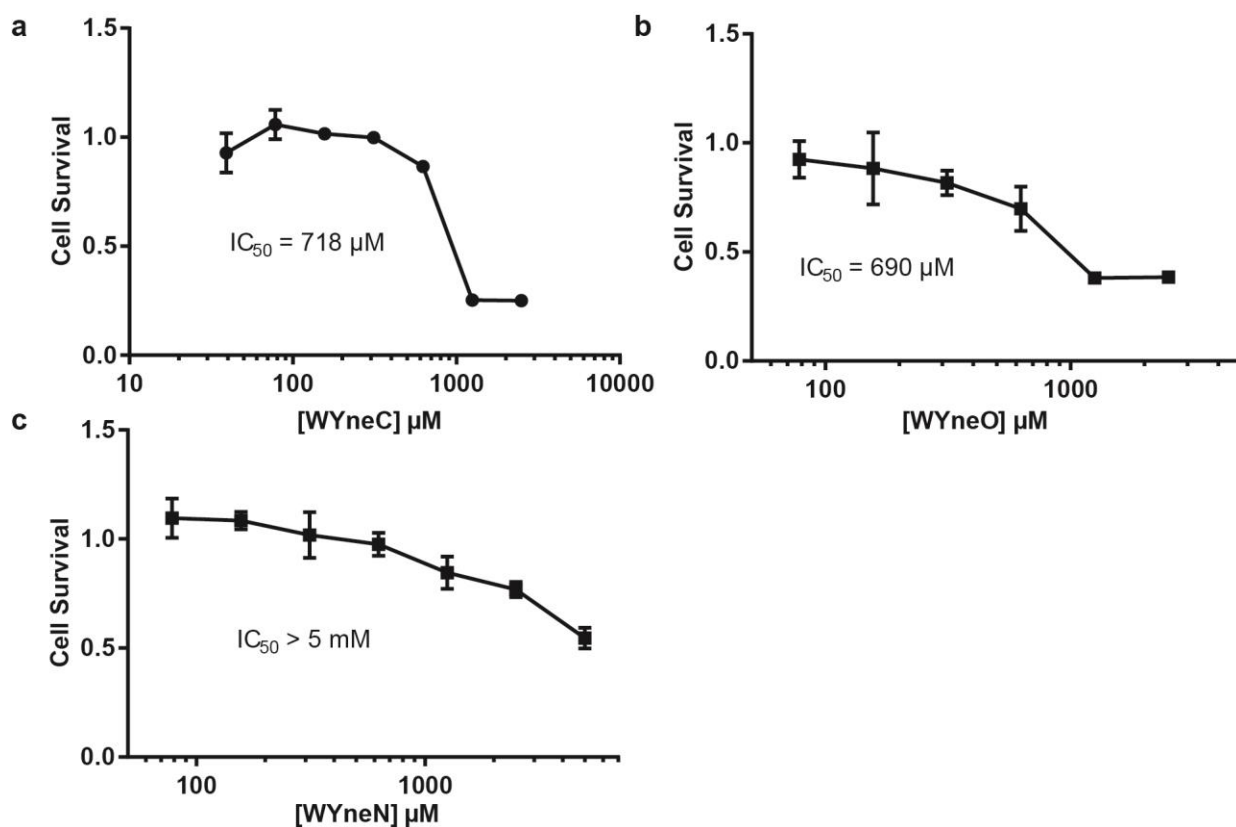 a
1.5
1.0
0.5
0.0
Cell Survival
IC50 = 718 µM
10
100
1000
10000
[WYneC] µM
b
1.5
1.0
0.5
0.0
Cell Survival
IC50 = 690 µM
100
1000
[WYneO] µM
c
1.5
1.0
0.5
0.0
Cell Survival
IC50 > 5 mM
100
1000
[WYneN] µM